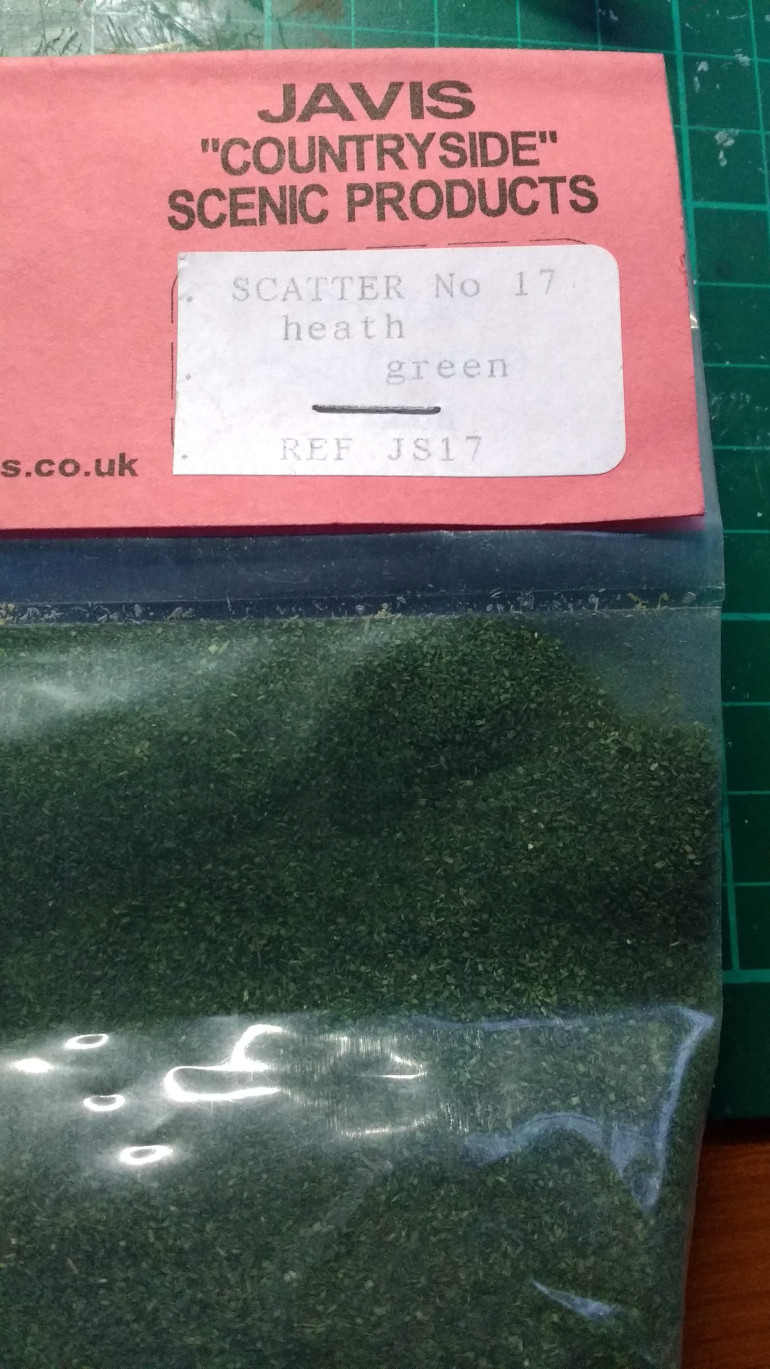 JAVIS
"COUNTRYSIDE"
SCENIC PRODUCTS
SCATTER No 17
heath
green
REF JS17
s.co.uk